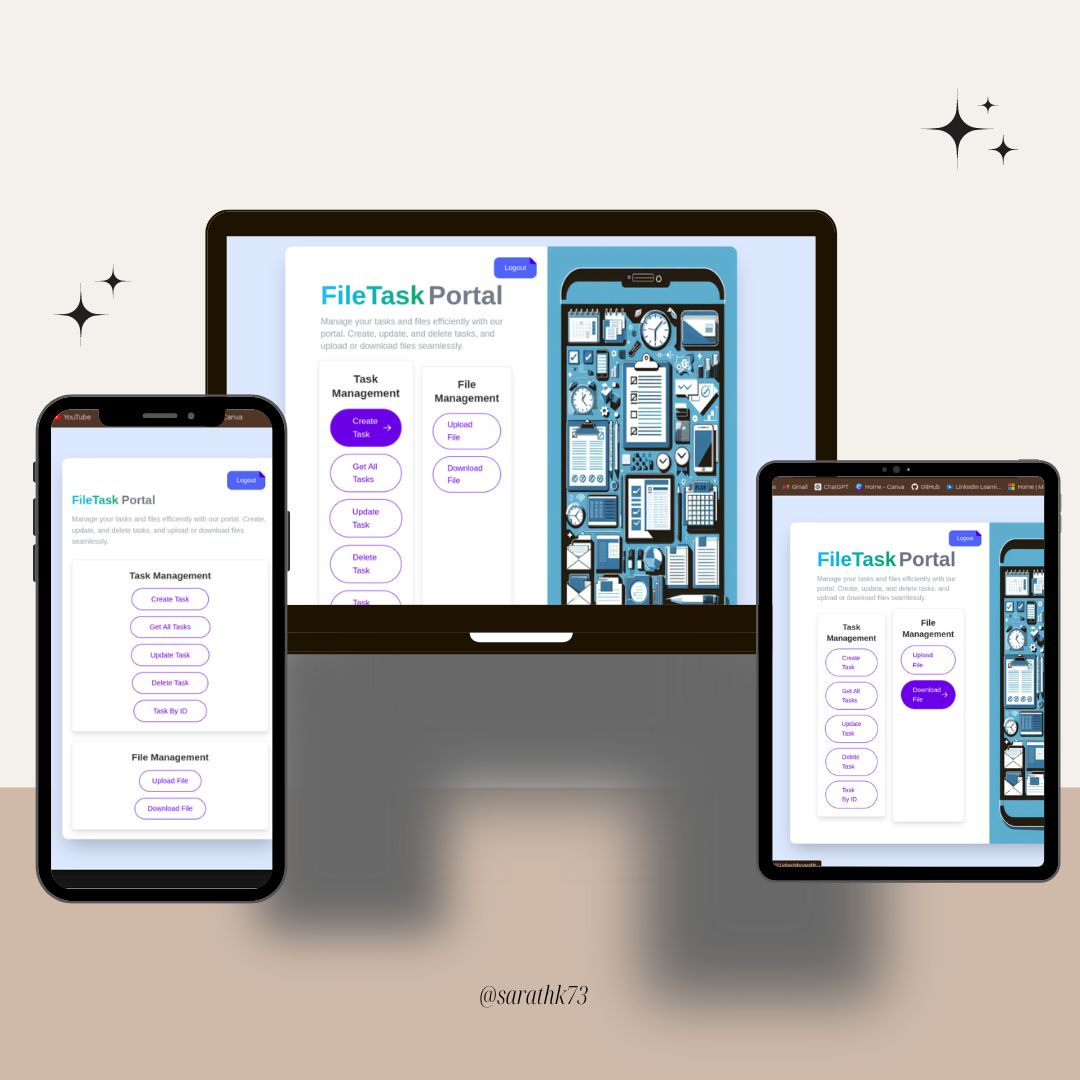 Logout
FileTask Portal
Manage your tasks and files efficiently with our
portal. Create, update, and delete tasks, and
upload or download files seamlessly.
Task
Management
Create
Task
Get All
Tasks
Update
Task
Delete
Task
Task
File
Management
Upload
File
Download
File
YouTube
Canva
Logout
FileTask Portal
Manage your tasks and files efficiently with our portal. Create,
update, and delete tasks, and upload or download files
seamlessly.
Task Management
Create Task
Get All Tasks
Update Task
Delete Task
Task By ID
File Management
Upload File
Download File
Gmail ChatGPT Home - Canva GitHub LinkedIn Learni... Home | M
Logout
FileTask Portal
Manage your tasks and files efficiently with our
portal. Create, update, and delete tasks, and
upload or download files seamlessly.
Task
Management
Create
Task
Get All
Tasks
Update
Task
Delete
Task
Task
By ID
File
Management
Upload
File
Download
File
@sarathk73